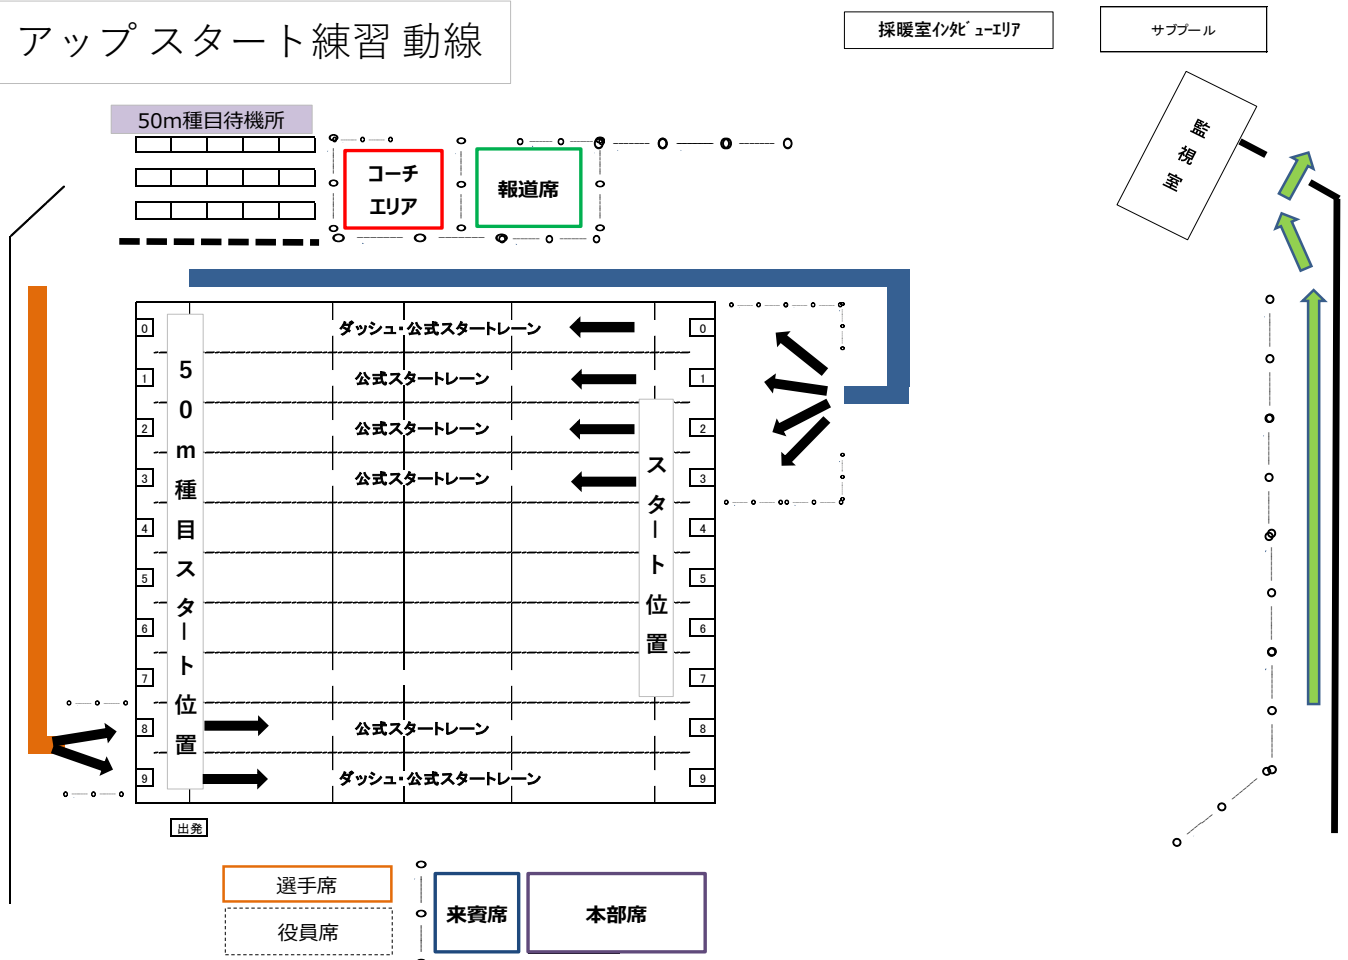 アップ スタート練習 動線
採暖室ｲﾝﾀﾋﾞｭｰｴﾘｱ
サブプール
50m種目待機所
コーチ
エリア
報道席
監視室
0
ダッシュ・公式スタートレーン
0
1
公式スタートレーン
1
2
公式スタートレーン
2
3
公式スタートレーン
3
4
4
5
5
6
6
7
7
8
公式スタートレーン
8
9
ダッシュ・公式スタートレーン
9
50m種目スタート位置
スタート位置
出発
選手席
役員席
来賓席
本部席